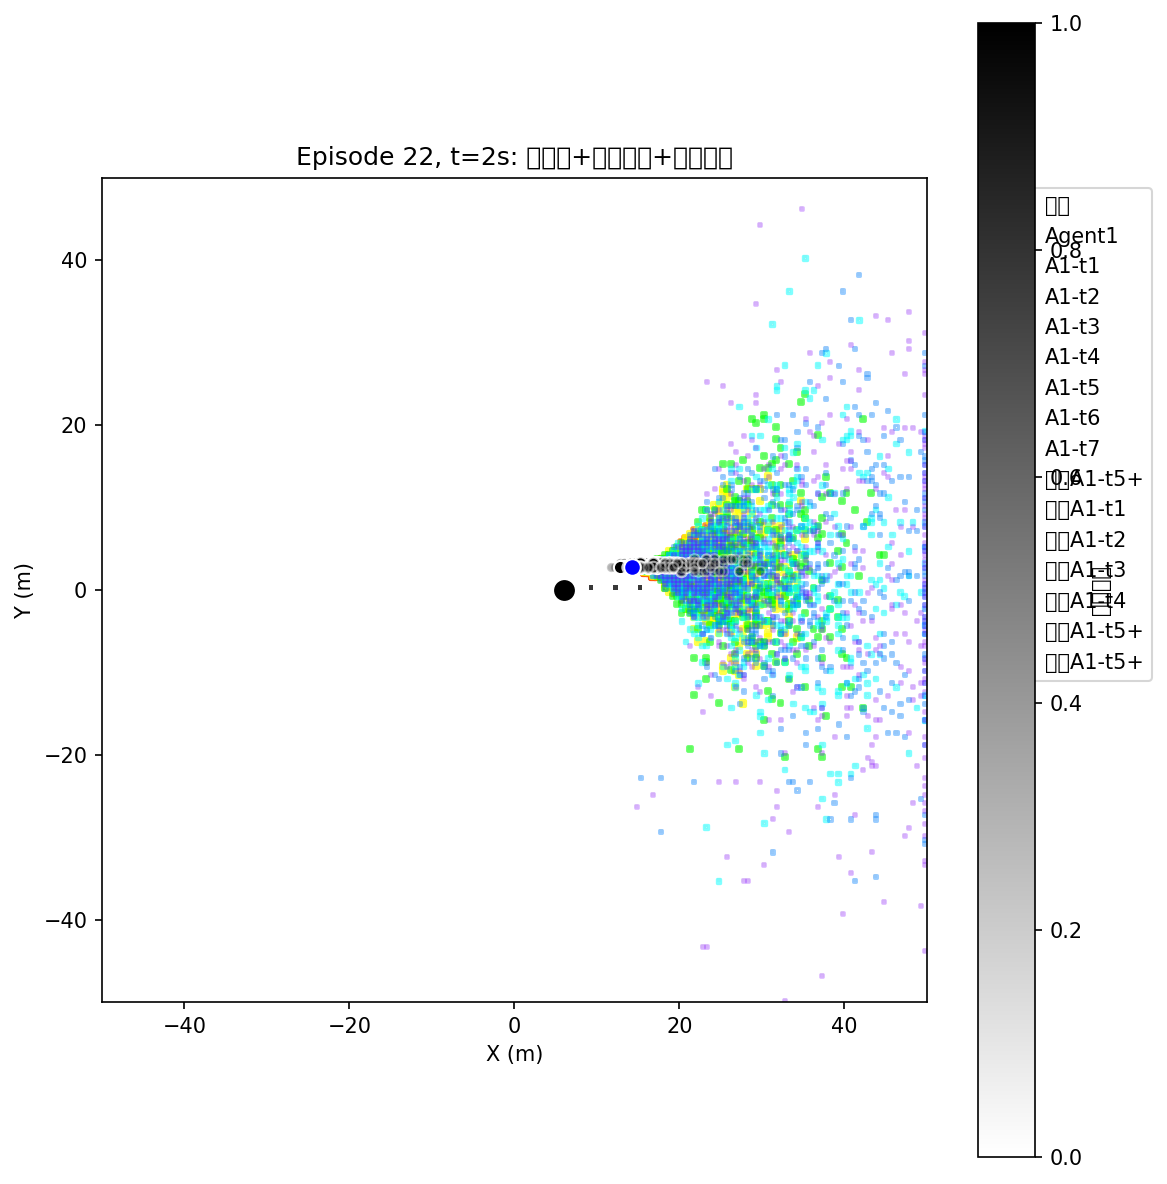 Episode 22, t=2s: □□□+□□□□+□□□□
40
20
0
−20
−40
Y (m)
−40
−20
0
20
40
X (m)
1.0
0.8
0.6
0.4
0.2
0.0
□□□
□□
Agent1
A1-t1
A1-t2
A1-t3
A1-t4
A1-t5
A1-t6
A1-t7
□□A1-t5+
□□A1-t1
□□A1-t2
□□A1-t3
□□A1-t4
□□A1-t5+
□□A1-t5+